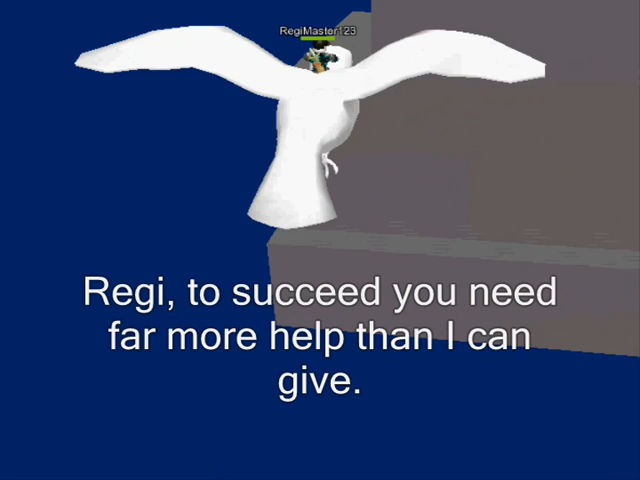 RegiMaster123
Regi, to succeed you need
far more help than I can
give.